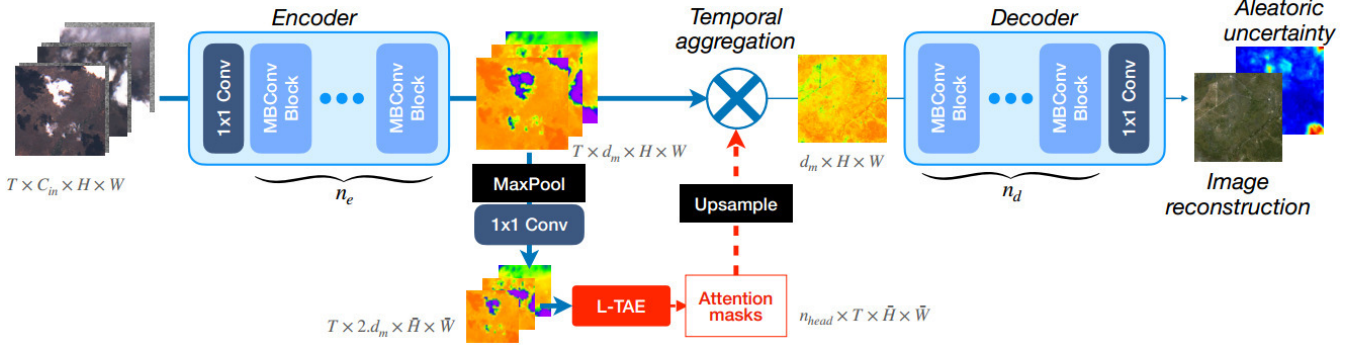 Encoder
1x1 Conv
MBConv
Block
MBConv
Block
n_e
T × C_in × H × W
T × d_m × H × W
MaxPool
1x1 Conv
T × 2.d_m × H̄ × W̄
L-TAE
Attention
masks
n_head × T × H̄ × W̄
Upsample
Temporal
aggregation
d_m × H × W
Decoder
MBConv
Block
MBConv
Block
1x1 Conv
n_d
Aleatoric
uncertainty
Image
reconstruction